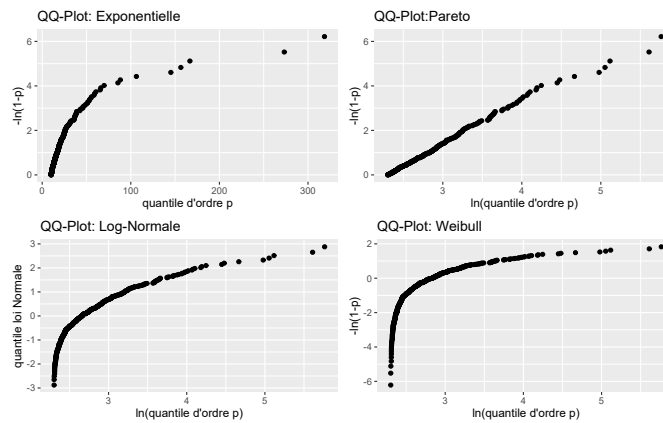 QQ-Plot: Exponentielle
-ln(1-p)
6
4
2
0
0
100
200
300
quantile d'ordre p
QQ-Plot:Pareto
-ln(1-p)
6
4
2
0
3
4
5
ln(quantile d'ordre p)
QQ-Plot: Log-Normale
quantile loi Normale
3
2
1
0
-1
-2
-3
3
4
5
ln(quantile d'ordre p)
QQ-Plot: Weibull
-ln(1-p)
2
0
-2
-4
-6
3
4
5
ln(quantile d'ordre p)